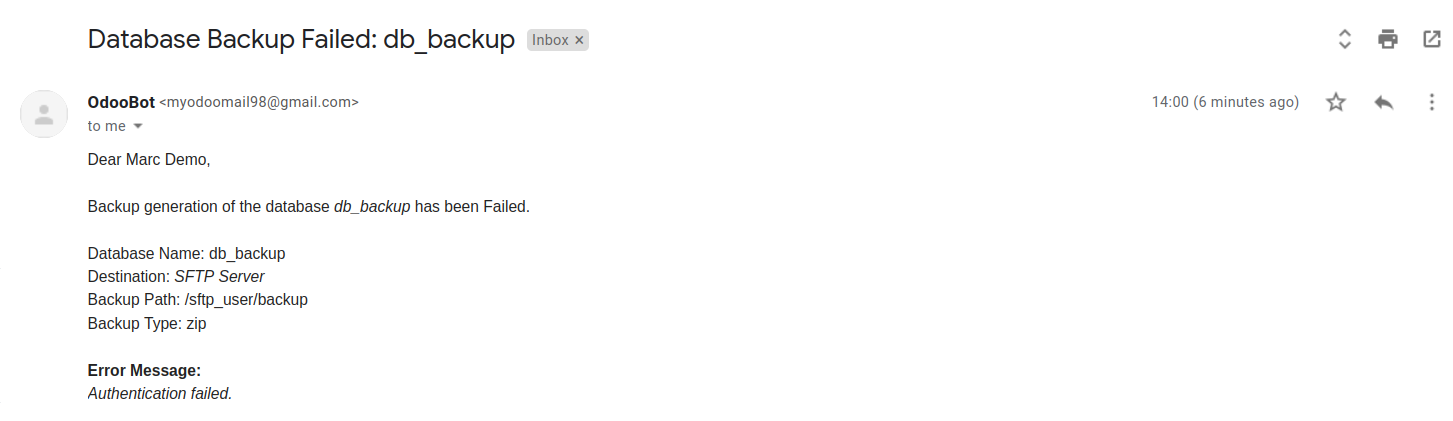 Database Backup Failed: db_backup Inbox ×
OdooBot <myodoomail98@gmail.com> 14:00 (6 minutes ago)
to me
Dear Marc Demo,
Backup generation of the database db_backup has been Failed.
Database Name: db_backup
Destination: SFTP Server
Backup Path: /sftp_user/backup
Backup Type: zip
Error Message:
Authentication failed.